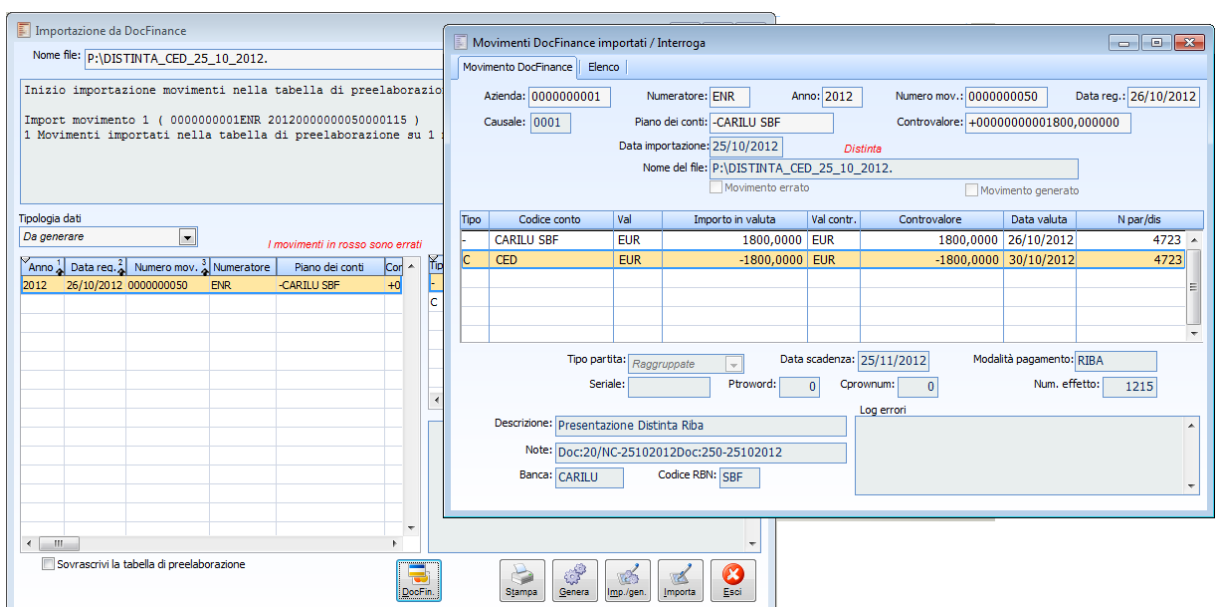 Importazione da DocFinance
Nome file: P:\DISTINTA_CED_25_10_2012.
Inizio importazione movimenti nella tabella di preelaborazio
Import movimento 1 ( 0000000001ENR 20120000000050000115 )
1 Movimenti importati nella tabella di preelaborazione su 1
Tipologia dati
Da generare
I movimenti in rosso sono errati
Anno 1 Data reg. 2 Numero mov. 3 Numeratore Piano dei conti Cor Tip
2012 26/10/2012 0000000050 ENR -CARILU SBF +0 -
C
Sovrascrivi la tabella di preelaborazione
DocFin. Stampa Genera Imp./gen. Importa Esci
Movimenti DocFinance importati / Interroga
Movimento DocFinance Elenco
Azienda: 0000000001 Numeratore: ENR Anno: 2012 Numero mov.: 0000000050 Data reg.: 26/10/2012
Causale: 0001 Piano dei conti: -CARILU SBF Controvalore: +00000000001800,000000
Data importazione: 25/10/2012 Distinta
Nome del file: P:\DISTINTA_CED_25_10_2012.
Movimento errato Movimento generato
Tipo Codice conto Val Importo in valuta Val contr. Controvalore Data valuta N par/dis
- CARILU SBF EUR 1800,0000 EUR 1800,0000 26/10/2012 4723
C CED EUR -1800,0000 EUR -1800,0000 30/10/2012 4723
Tipo partita: Raggruppate Data scadenza: 25/11/2012 Modalità pagamento: RIBA
Seriale: Ptroword: 0 Cprownum: 0 Num. effetto: 1215
Log errori
Descrizione: Presentazione Distinta Riba
Note: Doc:20/NC-25102012Doc:250-25102012
Banca: CARILU Codice RBN: SBF